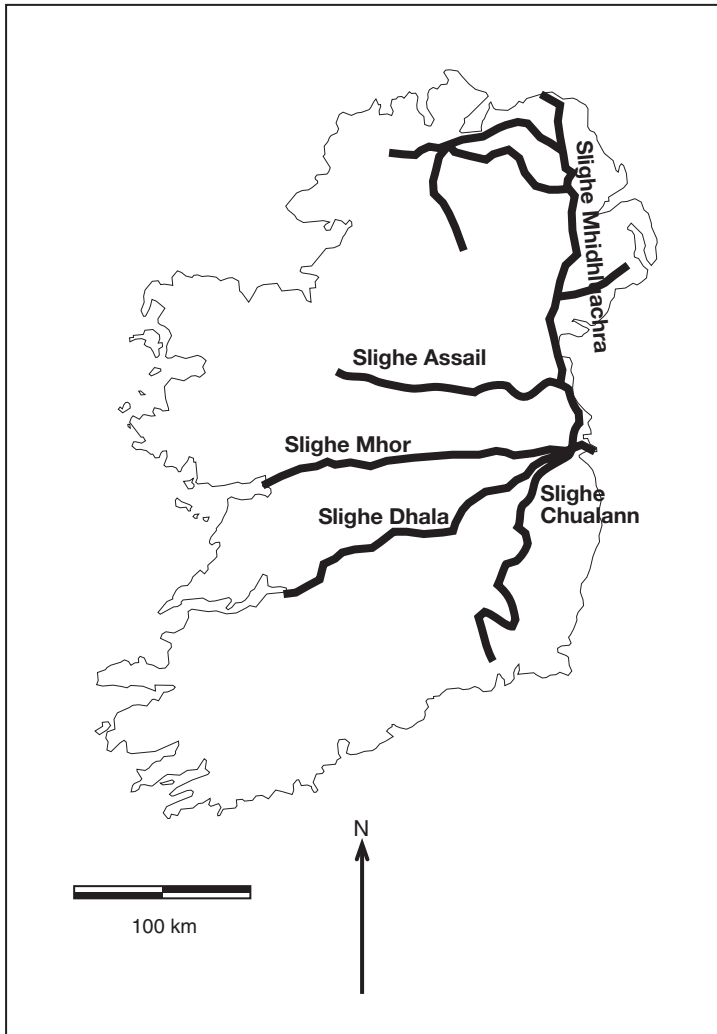 Slighe Mhidhluachra
Slighe Assail
Slighe Mhor
Slighe Dhala
Slighe
Chualann
N
100 km